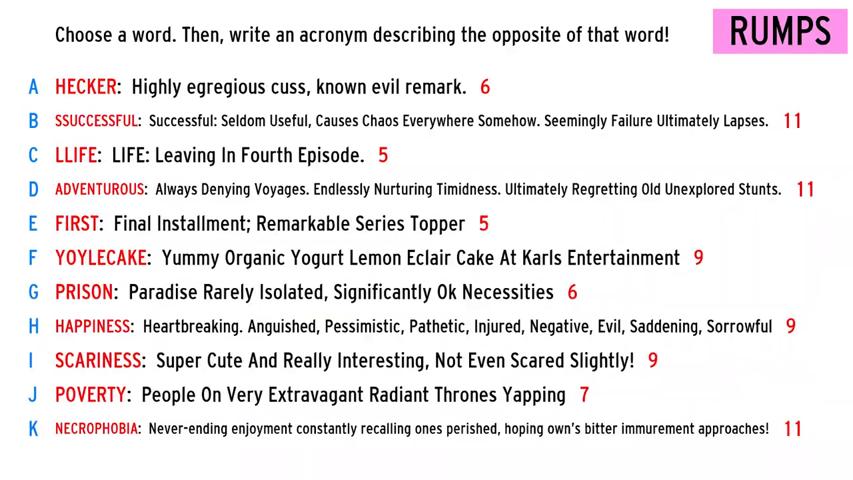 Choose a word. Then, write an acronym describing the opposite of that word!
RUMPS
A HECKER: Highly egregious cuss, known evil remark. 6
B SSUCCESSFUL: Successful: Seldom Useful, Causes Chaos Everywhere Somehow. Seemingly Failure Ultimately Lapses. 11
C LLIFE: LIFE: Leaving In Fourth Episode. 5
D ADVENTUROUS: Always Denying Voyages. Endlessly Nurturing Timidness. Ultimately Regretting Old Unexplored Stunts. 11
E FIRST: Final Installment; Remarkable Series Topper 5
F YOYLECAKE: Yummy Organic Yogurt Lemon Eclair Cake At Karls Entertainment 9
G PRISON: Paradise Rarely Isolated, Significantly Ok Necessities 6
H HAPPINESS: Heartbreaking. Anguished, Pessimistic, Pathetic, Injured, Negative, Evil, Saddening, Sorrowful 9
I SCARINESS: Super Cute And Really Interesting, Not Even Scared Slightly! 9
J POVERTY: People On Very Extravagant Radiant Thrones Yapping 7
K NECROPHOBIA: Never-ending enjoyment constantly recalling ones perished, hoping own's bitter immurement approaches! 11